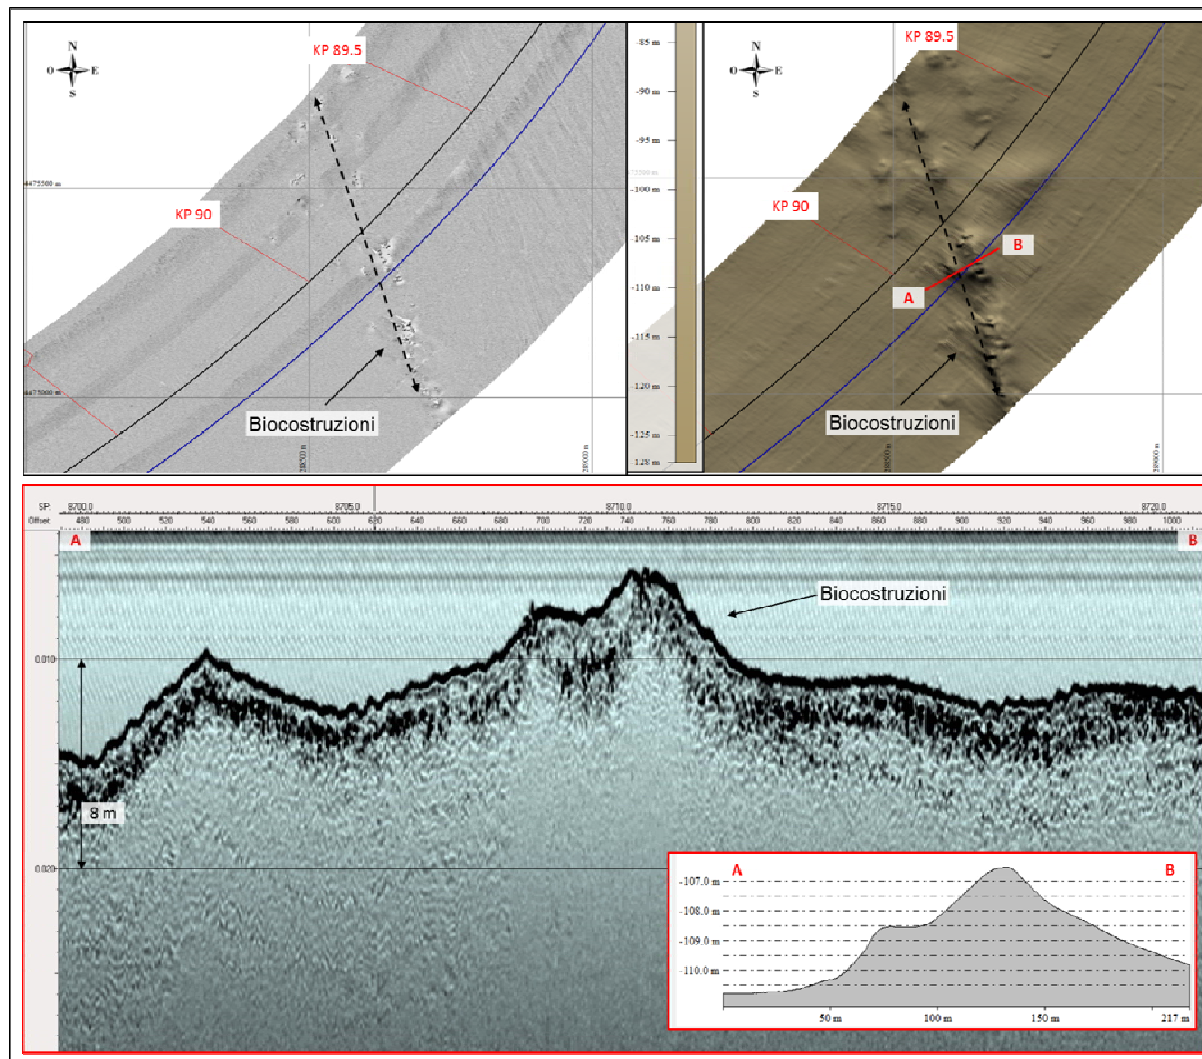 N
O E
S
KP 89.5
4475500 m
KP 90
4475000 m
Biocostruzioni
288500 m
289000 m
-85 m
-90 m
-95 m
-100 m
-105 m
-110 m
-115 m
-120 m
-128 m
N
O E
S
KP 89.5
KP 90
B
A
Biocostruzioni
289000 m
SP: 8700.0 8705.0 8710.0 8715.0 8720.0
Offset 480 500 520 540 560 580 600 620 640 660 680 700 720 740 760 780 800 820 840 860 880 900 920 940 960 980 1000
A B
Biocostruzioni
0.010
8 m
0.020
A B
-107.0 m
-108.0 m
-109.0 m
-110.0 m
50 m 100 m 150 m 217 m